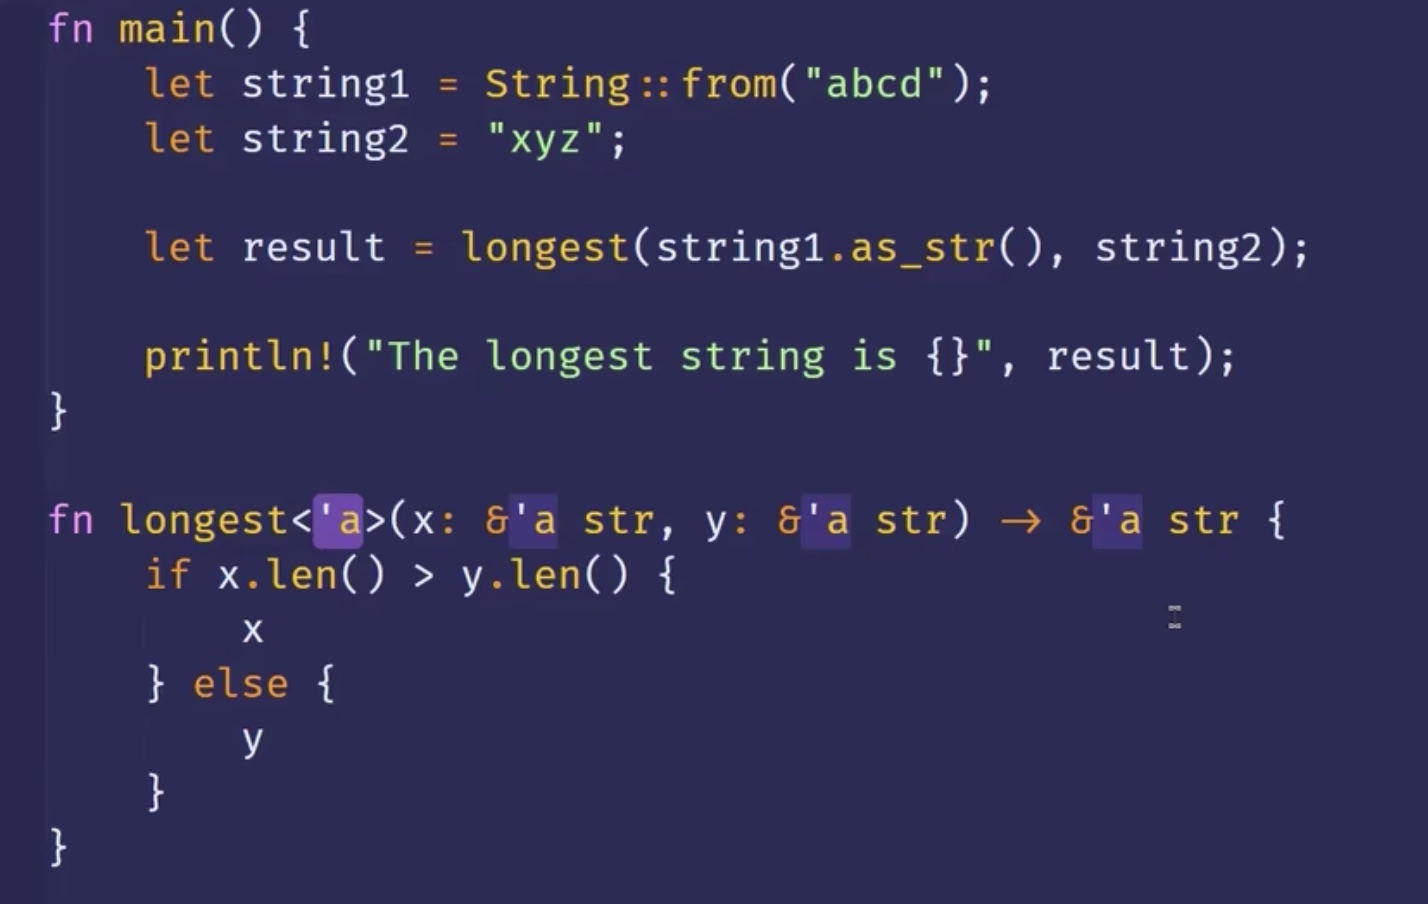 fn main() {
    let string1 = String::from("abcd");
    let string2 = "xyz";
    let result = longest(string1.as_str(), string2);
    println!("The longest string is {}", result);
}
fn longest<'a>(x: &'a str, y: &'a str) → &'a str {
    if x.len() > y.len() {
        x
    } else {
        y
    }
}